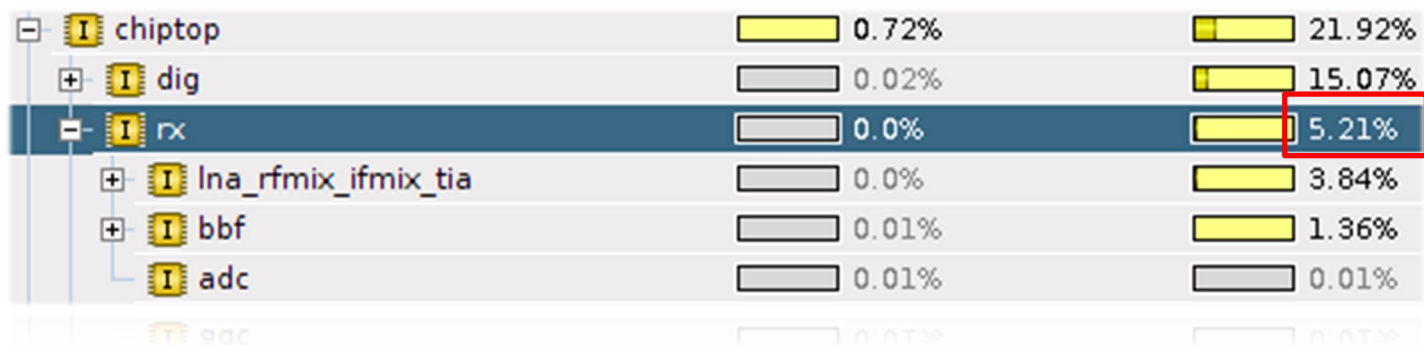 I chiptop 0.72% 21.92%
I dig 0.02% 15.07%
I rx 0.0% 5.21%
I lna_rfmix_ifmix_tia 0.0% 3.84%
I bbf 0.01% 1.36%
I adc 0.01% 0.01%